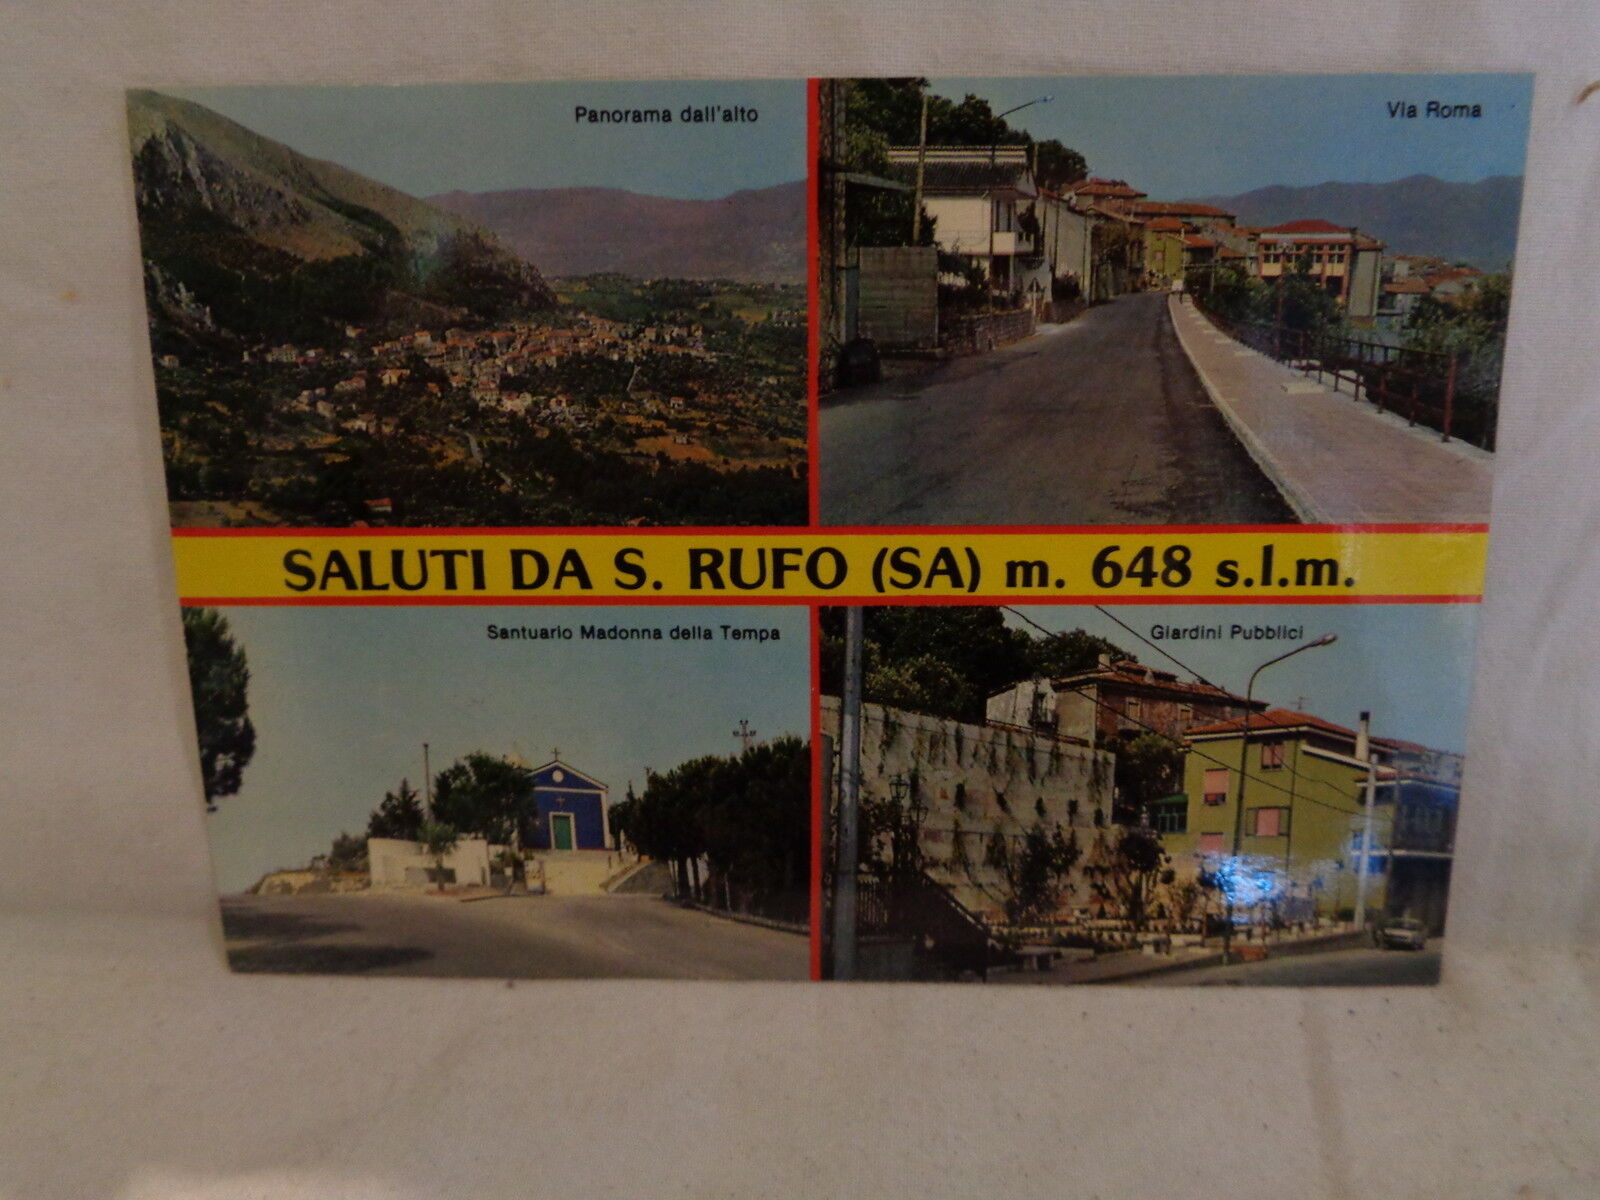 Panorama dall'alto
Via Roma
SALUTI DA S. RUFO (SA) m. 648 s.l.m.
Santuario Madonna della Tempa
Giardini Pubblici